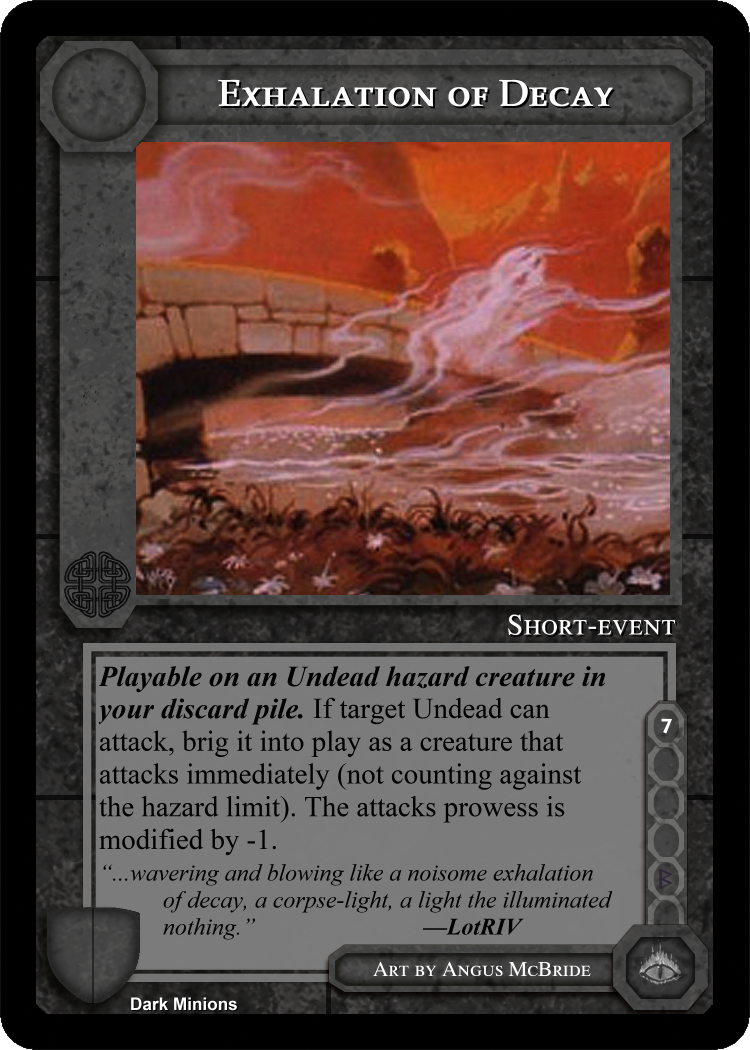 Exhalation of Decay
Short-event
Playable on an Undead hazard creature in
your discard pile. If target Undead can
attack, brig it into play as a creature that
attacks immediately (not counting against
the hazard limit). The attacks prowess is
modified by -1.
7
“...wavering and blowing like a noisome exhalation
of decay, a corpse-light, a light the illuminated
nothing.” —LotRIV
Art by Angus McBride
Dark Minions